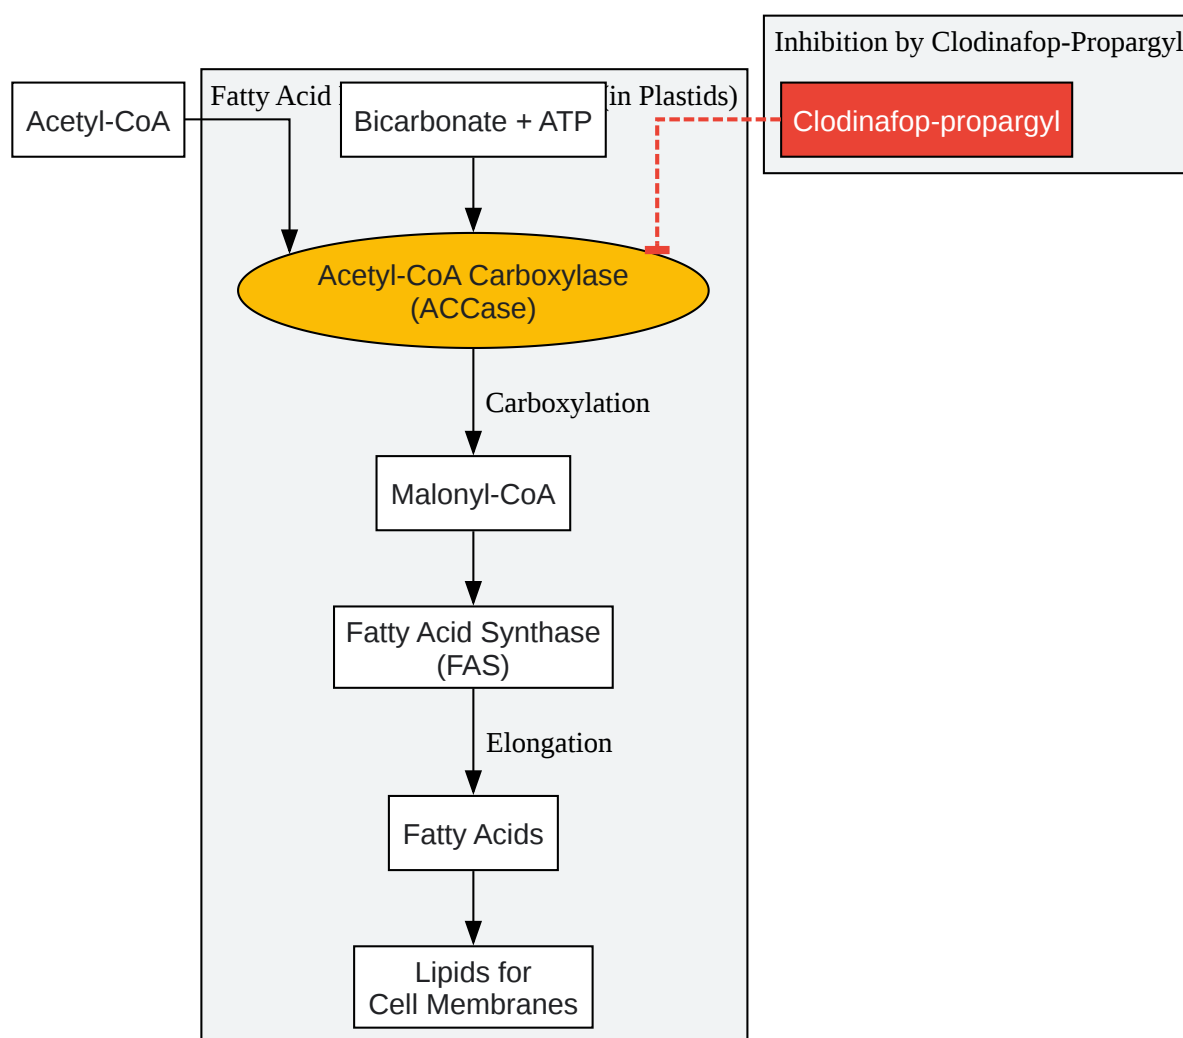 Inhibition by Clodinafop-Propargyl
Fatty Acid
(in Plastids)
Acetyl-CoA
Bicarbonate + ATP
Clodinafop-propargyl
Acetyl-CoA Carboxylase
(ACCase)
Carboxylation
Malonyl-CoA
Fatty Acid Synthase
(FAS)
Elongation
Fatty Acids
Lipids for
Cell Membranes